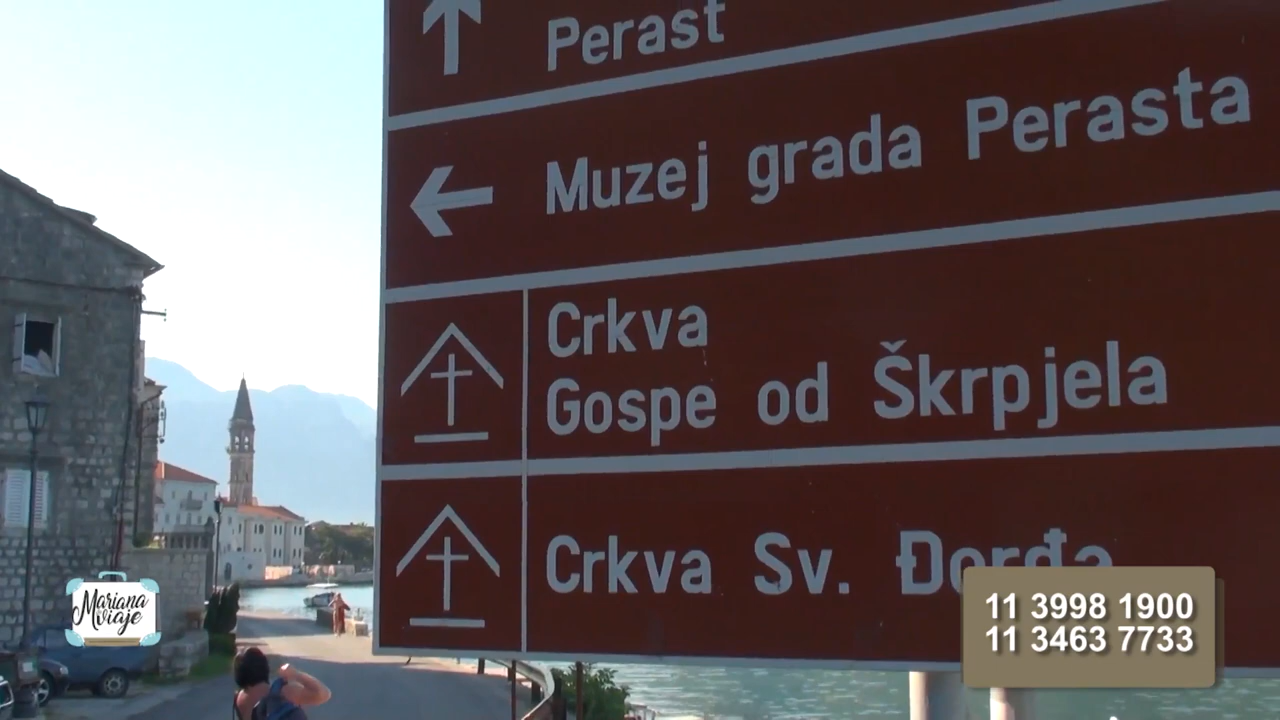 Perast
Muzej grada Perasta
Crkva
Gospe od Škrpjela
Crkva Sv. Đorđa
Mariana
viaje
11 3998 1900
11 3463 7733